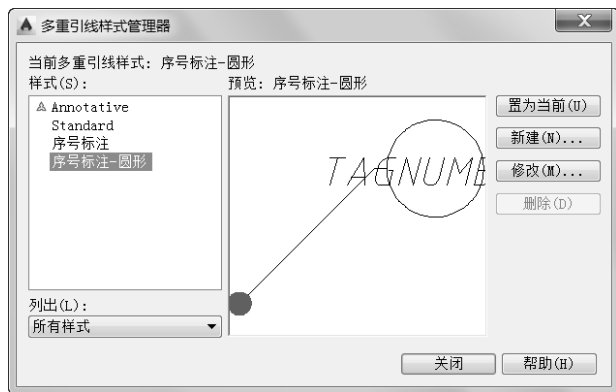 多重引线样式管理器
当前多重引线样式: 序号标注-圆形
样式(S):
预览: 序号标注-圆形
Annotative
Standard
序号标注
序号标注-圆形
TAGNUME
置为当前(U)
新建(N)...
修改(M)...
删除(D)
列出(L):
所有样式
关闭
帮助(H)